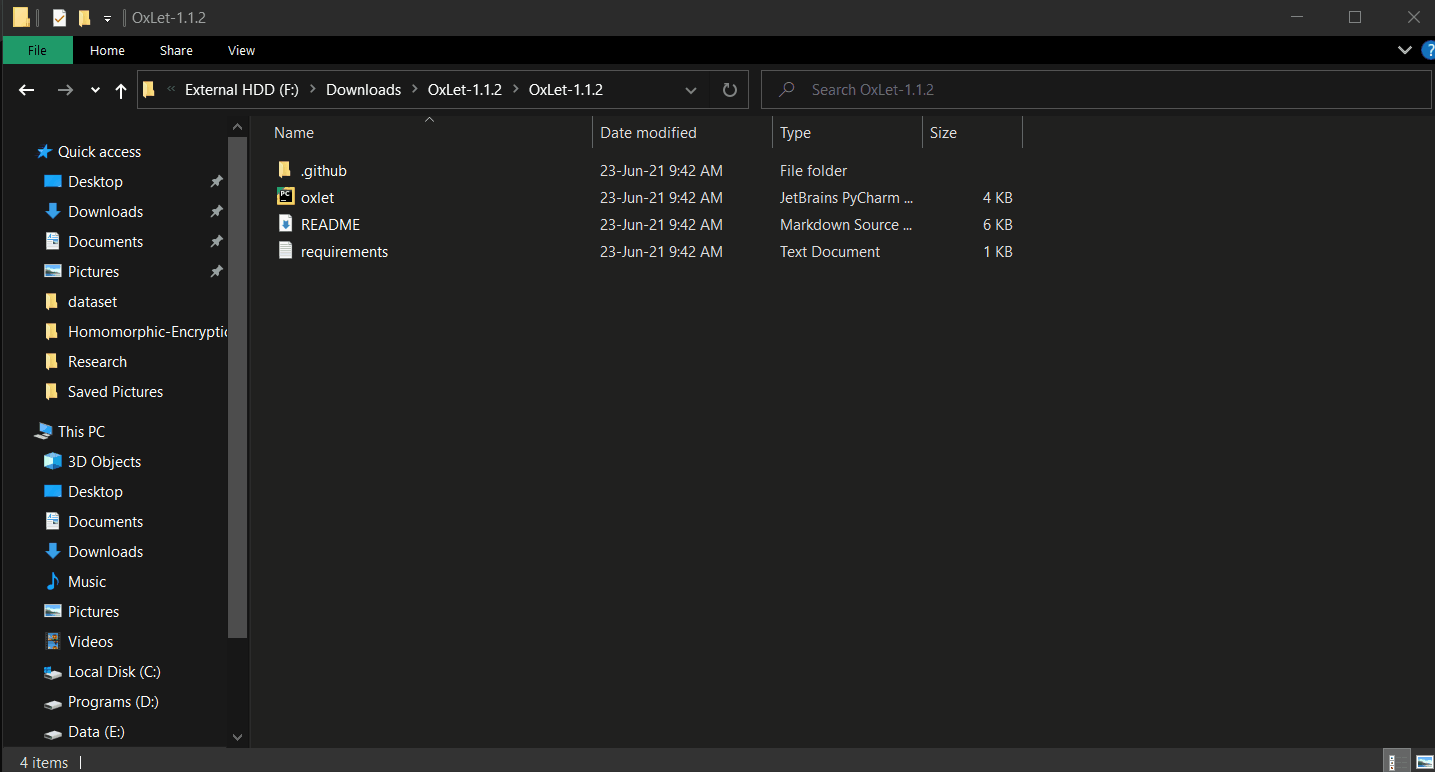 OxLet-1.1.2
File Home Share View
« External HDD (F:) > Downloads > OxLet-1.1.2 > OxLet-1.1.2
Search OxLet-1.1.2
Name Date modified Type Size
.github 23-Jun-21 9:42 AM File folder
oxlet 23-Jun-21 9:42 AM JetBrains PyCharm ... 4 KB
README 23-Jun-21 9:42 AM Markdown Source ... 6 KB
requirements 23-Jun-21 9:42 AM Text Document 1 KB
Quick access
Desktop
Downloads
Documents
Pictures
dataset
Homomorphic-Encryptic
Research
Saved Pictures
This PC
3D Objects
Desktop
Documents
Downloads
Music
Pictures
Videos
Local Disk (C:)
Programs (D:)
Data (E:)
4 items